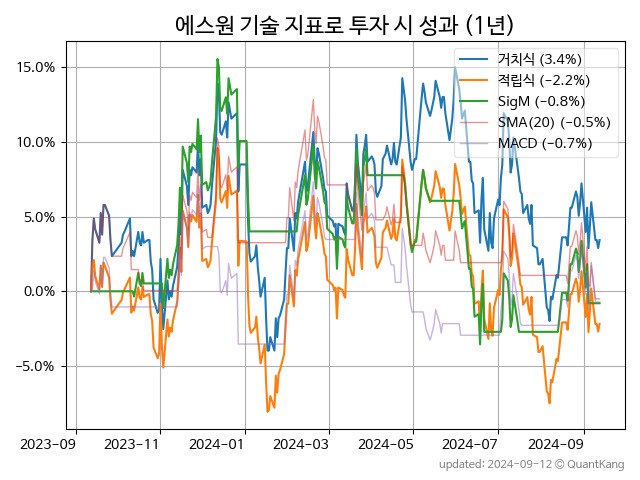 에스원 기술 지표로 투자 시 성과 (1년)
거치식 (3.4%)
적립식 (−2.2%)
SigM (−0.8%)
SMA(20) (−0.5%)
MACD (−0.7%)
15.0%
10.0%
5.0%
0.0%
−5.0%
2023-09
2023-11
2024-01
2024-03
2024-05
2024-07
2024-09
updated: 2024-09-12 © QuantKang